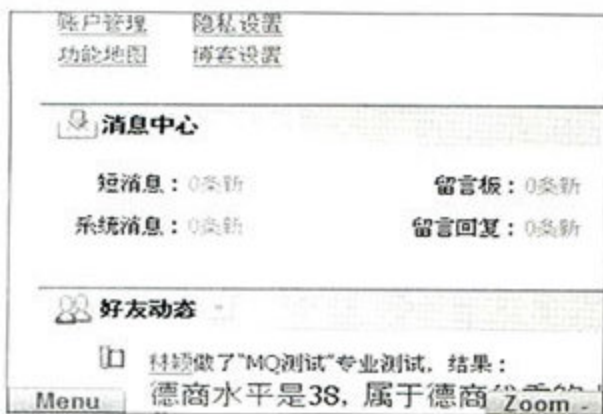 账户管理 隐私设置
功能地图 博客设置
消息中心
短消息：0条新 留言板：0条新
系统消息：0条新 留言回复：0条新
好友动态
林颖做了"MQ测试"专业测试，结果：
德商水平是38，属于德商
Menu Zoom